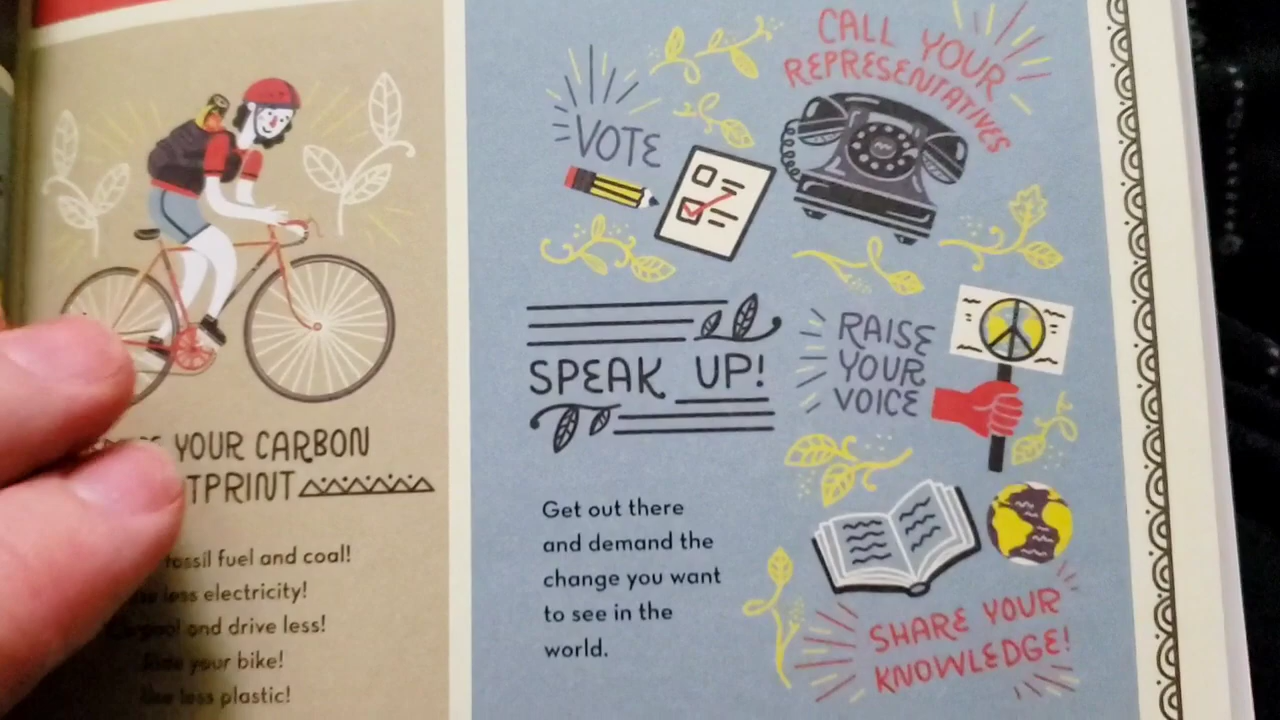 YOUR CARBON
TPRINT
fossil fuel and coal!
less electricity!
and drive less!
your bike!
less plastic!
VOTE
CALL YOUR
REPRESENTATIVES
SPEAK UP!
RAISE
YOUR
VOICE
Get out there
and demand the
change you want
to see in the
world.
SHARE YOUR
KNOWLEDGE!